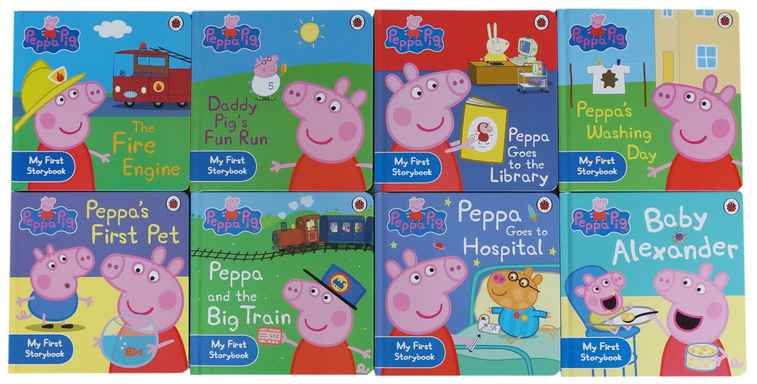 Peppa Pig
The
Fire
Engine
My First
Storybook
Peppa Pig
Daddy
Pig's
Fun Run
5
My First
Storybook
Peppa Pig
Peppa
Goes to the
Library
My First
Storybook
Peppa Pig
Peppa's
Washing
Day
My First
Storybook
Peppa Pig
Peppa's
First Pet
My First
Storybook
Peppa Pig
Peppa
and the
Big Train
My First
Storybook
Peppa Pig
Peppa
Goes to
Hospital
My First
Storybook
Peppa Pig
Baby
Alexander
My First
Storybook